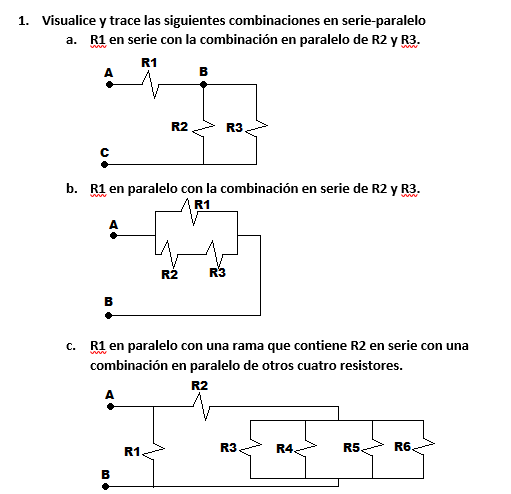 1. Visualice y trace las siguientes combinaciones en serie-paralelo
a. R1 en serie con la combinación en paralelo de R2 y R3.
R1
A
B
R2
R3
C
b. R1 en paralelo con la combinación en serie de R2 y R3.
R1
A
R2
R3
B
c. R1 en paralelo con una rama que contiene R2 en serie con una
combinación en paralelo de otros cuatro resistores.
R2
A
R1
R3
R4
R5
R6
B